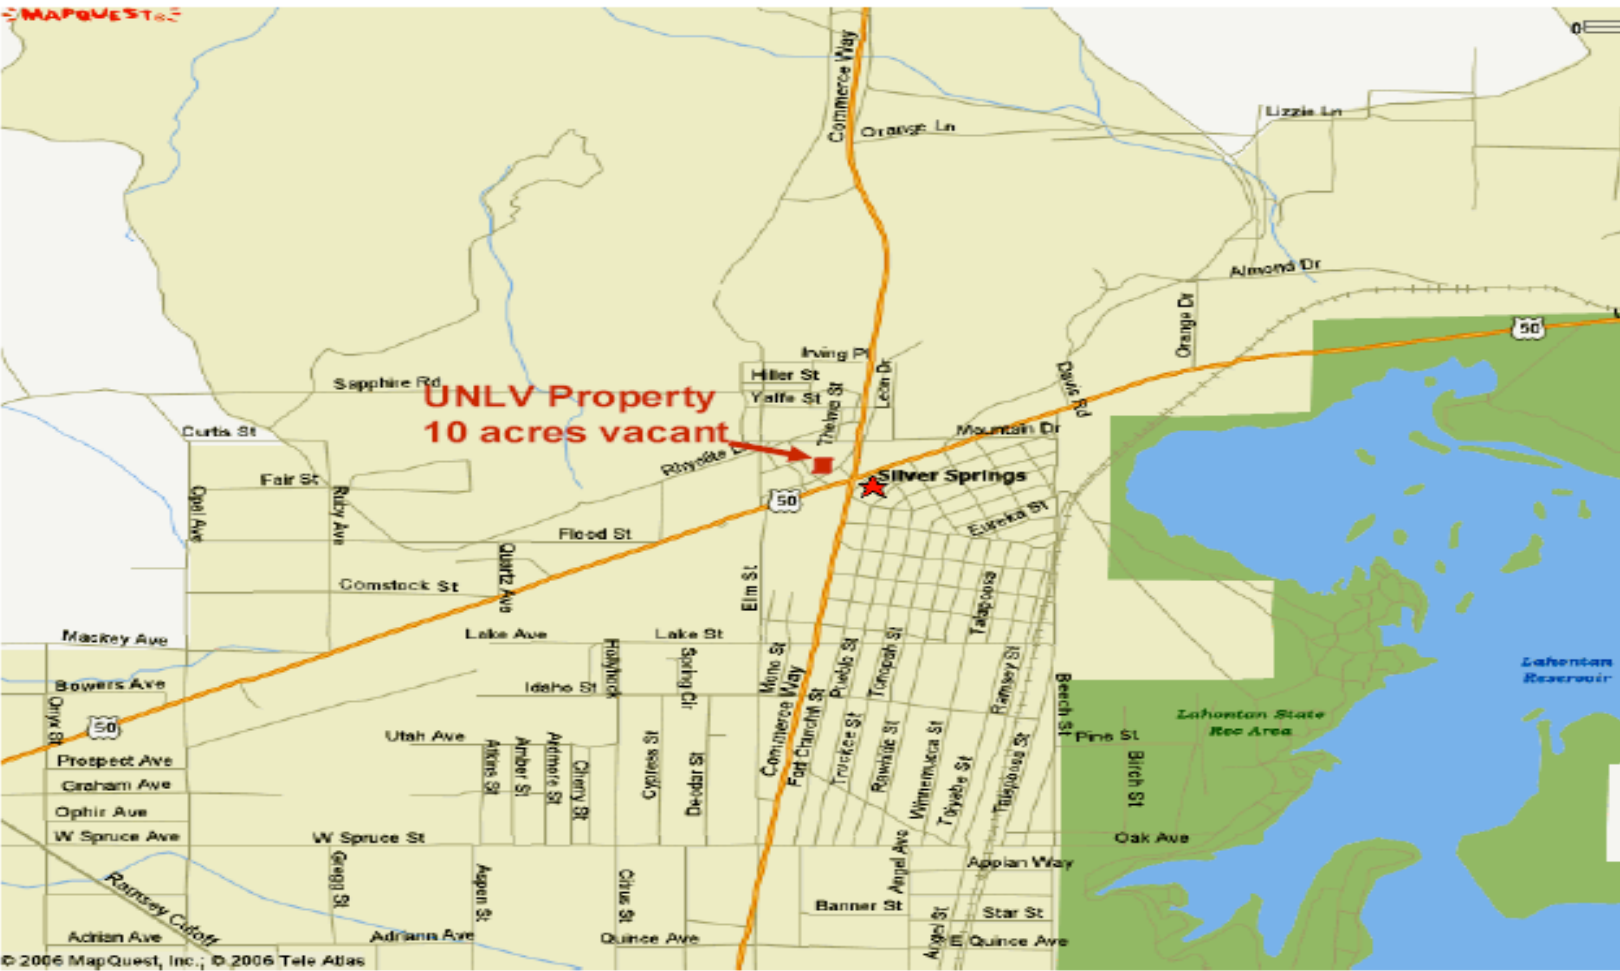 MAPQUEST®
0
Commerce Way
Orange Ln
Lizzie Ln
Almond Dr
Orange Dr
50
Irving Pl
Hiller St
Yalfe St
Thelma St
Leon Dr
Davis Rd
Sapphire Rd
UNLV Property
10 acres vacant
Mountain Dr
Curtis St
Rhyolite
Silver Springs
Fair St
Opal Ave
Ruby Ave
50
Eureka St
Flood St
Quartz Ave
Comstock St
Elm St
Talapoosa
Mackey Ave
Lake Ave
Lake St
Hollyhock
Spring Cir
Mono St
Pueblo St
Tonopah St
Ramsey St
Beech St
Lahontan
Reservoir
Bowers Ave
Idaho St
Onyx St
50
Commerce Way
Fort Churchill St
Truckee St
Rawhide St
Winnemucca St
Toiyabe St
Talapoosa St
Lahontan State
Rec Area
Pine St
Birch St
Utah Ave
Atkins St
Amber St
Ardmore St
Cherry St
Cypress St
Deodar St
Prospect Ave
Graham Ave
Ophir Ave
W Spruce Ave
W Spruce St
Oak Ave
Angel Ave
Appian Way
Ramsey Cutoff
Gregg St
Aspen St
Citrus St
Banner St
Star St
Angel St
Adrian Ave
Adriann Ave
Quince Ave
E Quince Ave
© 2006 MapQuest, Inc.; © 2006 Tele Atlas